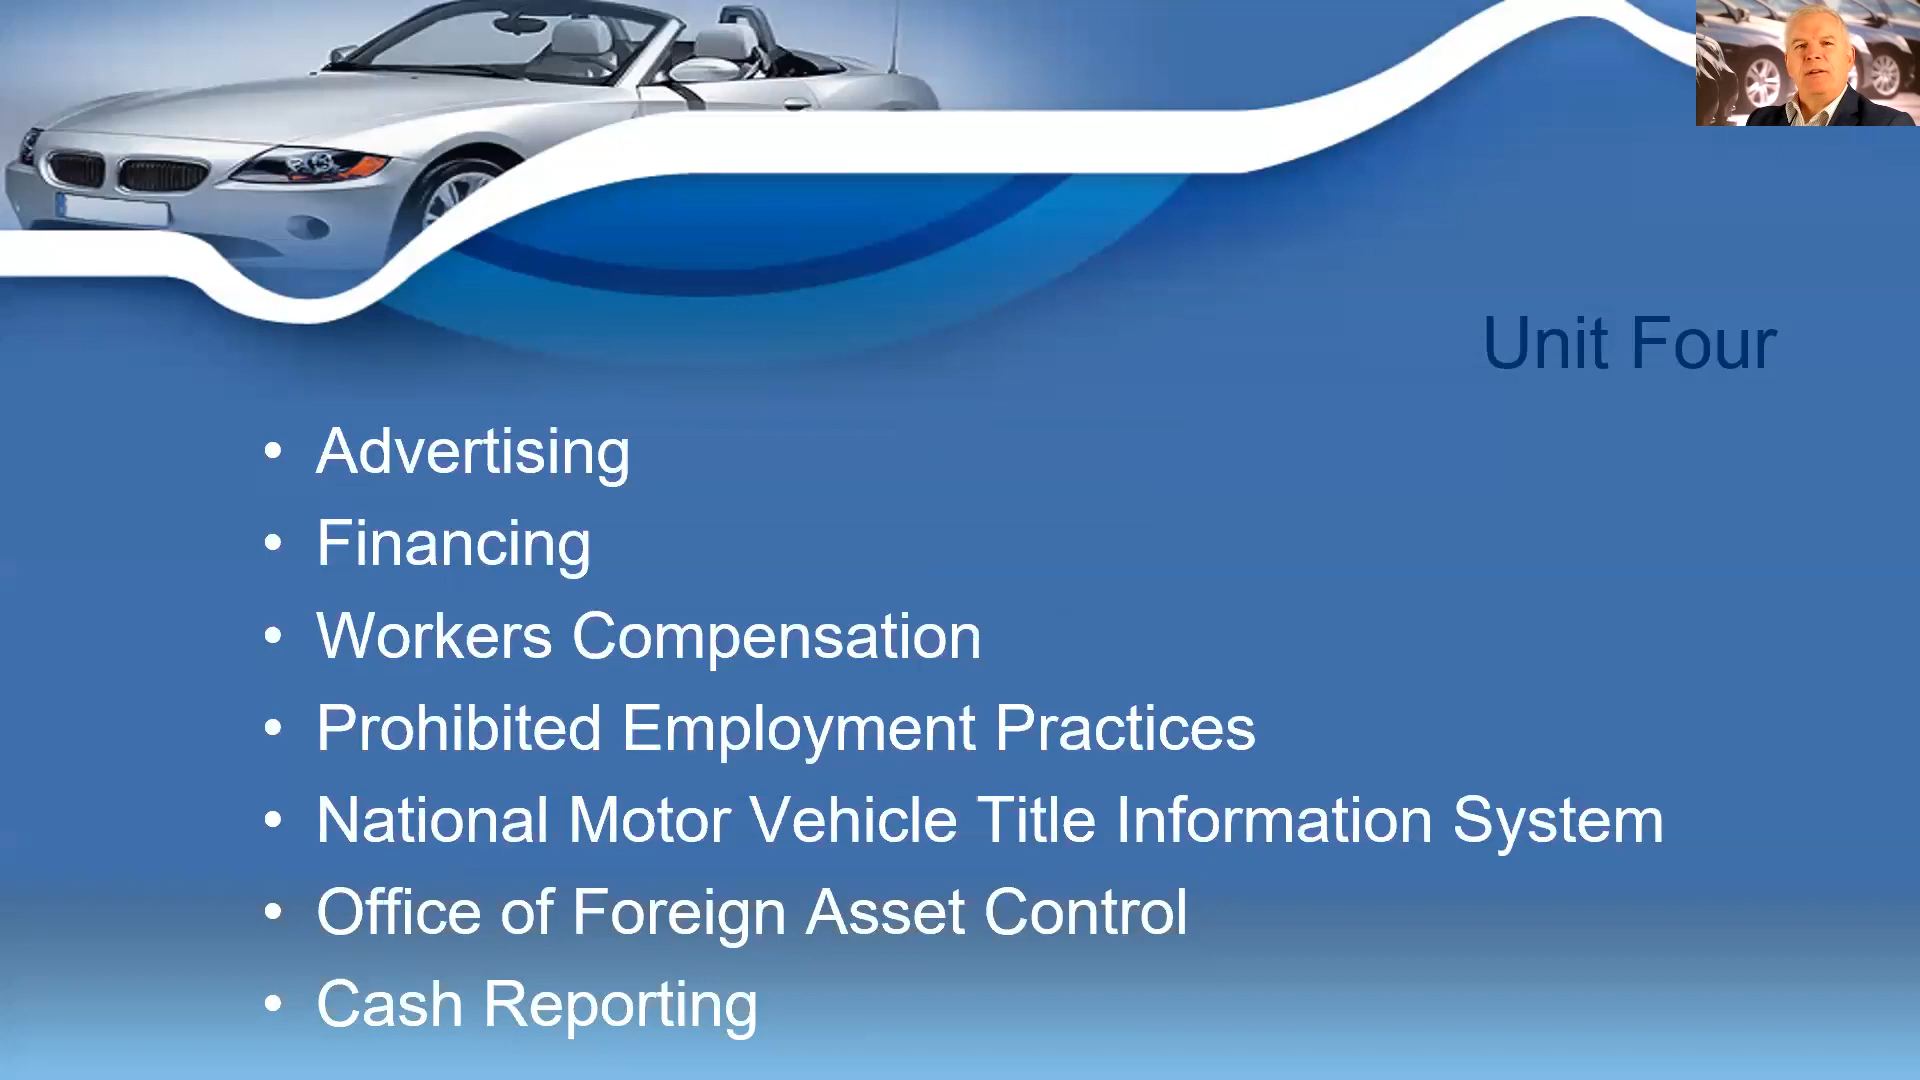 Unit Four
• Advertising
• Financing
• Workers Compensation
• Prohibited Employment Practices
• National Motor Vehicle Title Information System
• Office of Foreign Asset Control
• Cash Reporting